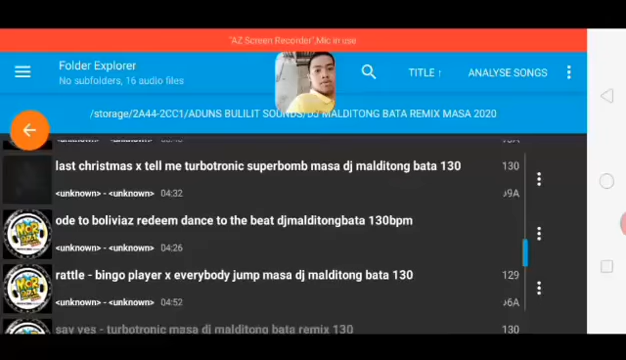 "AZ Screen Recorder",Mic in use
Folder Explorer
No subfolders, 16 audio files
TITLE ↑
ANALYSE SONGS
/storage/2A44-2CC1/ADUNS BULILIT SOUNDS/DJ MALDITONG BATA REMIX MASA 2020
last christmas x tell me turbotronic superbomb masa dj malditong bata 130
130
<unknown> - <unknown> 04:32
♪9A
ode to boliviaz redeem dance to the beat djmalditongbata 130bpm
<unknown> - <unknown> 04:26
rattle - bingo player x everybody jump masa dj malditong bata 130
129
<unknown> - <unknown> 04:52
♪6A
say yes - turbotronic masa dj malditong bata remix 130
130